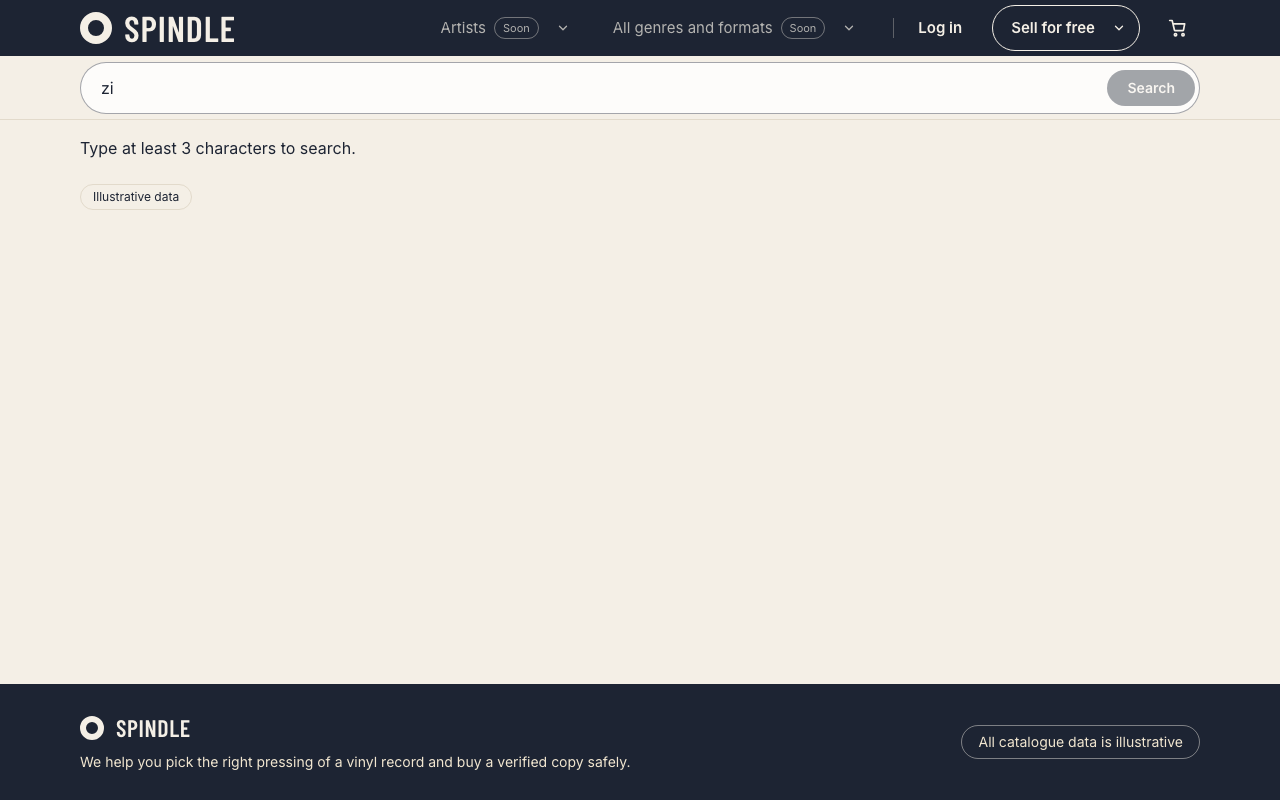 SPINDLE
Artists Soon
All genres and formats Soon
Log in
Sell for free
zi
Search
Type at least 3 characters to search.
Illustrative data
SPINDLE
We help you pick the right pressing of a vinyl record and buy a verified copy safely.
All catalogue data is illustrative